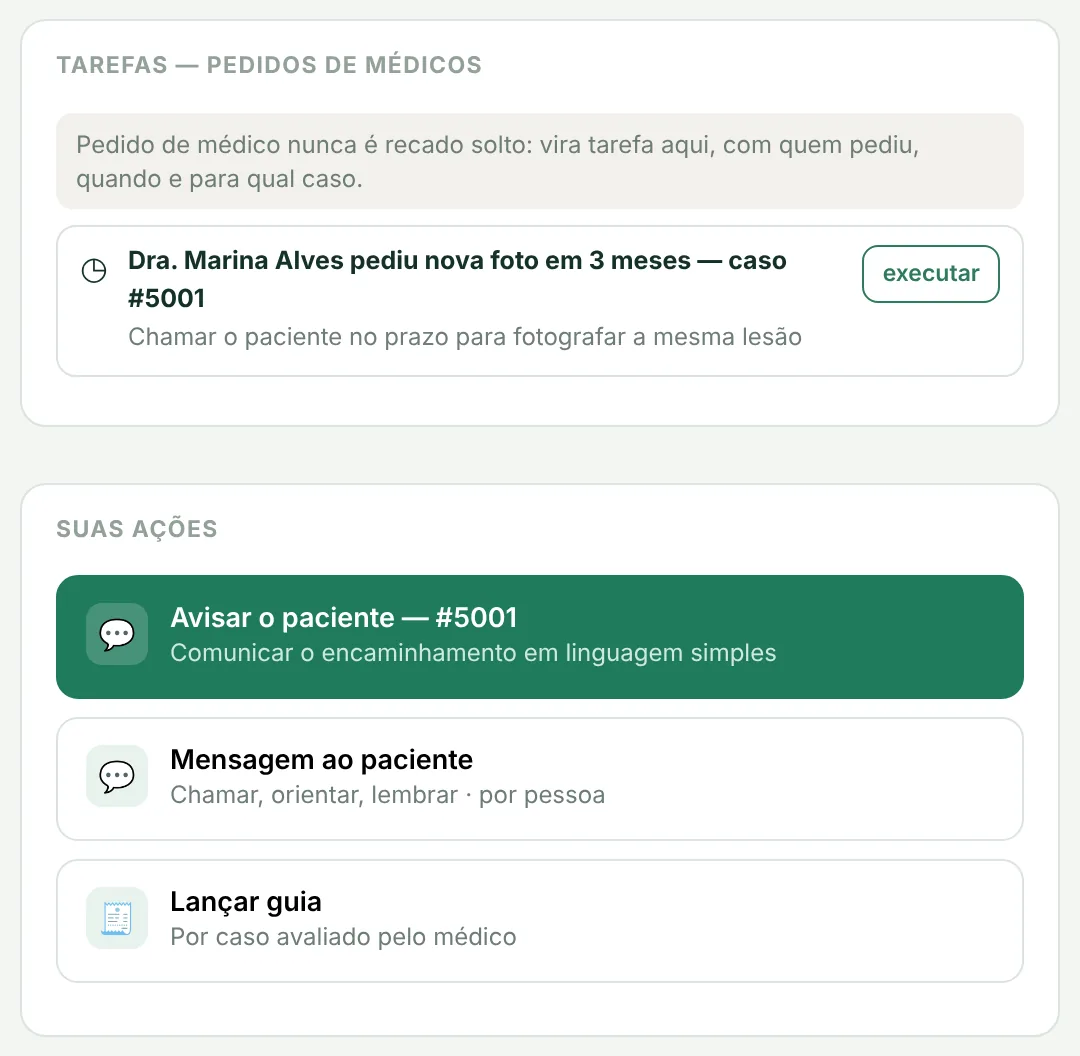 TAREFAS — PEDIDOS DE MÉDICOS
Pedido de médico nunca é recado solto: vira tarefa aqui, com quem pediu,
quando e para qual caso.
Dra. Marina Alves pediu nova foto em 3 meses — caso
#5001
executar
Chamar o paciente no prazo para fotografar a mesma lesão
SUAS AÇÕES
Avisar o paciente — #5001
Comunicar o encaminhamento em linguagem simples
Mensagem ao paciente
Chamar, orientar, lembrar · por pessoa
Lançar guia
Por caso avaliado pelo médico